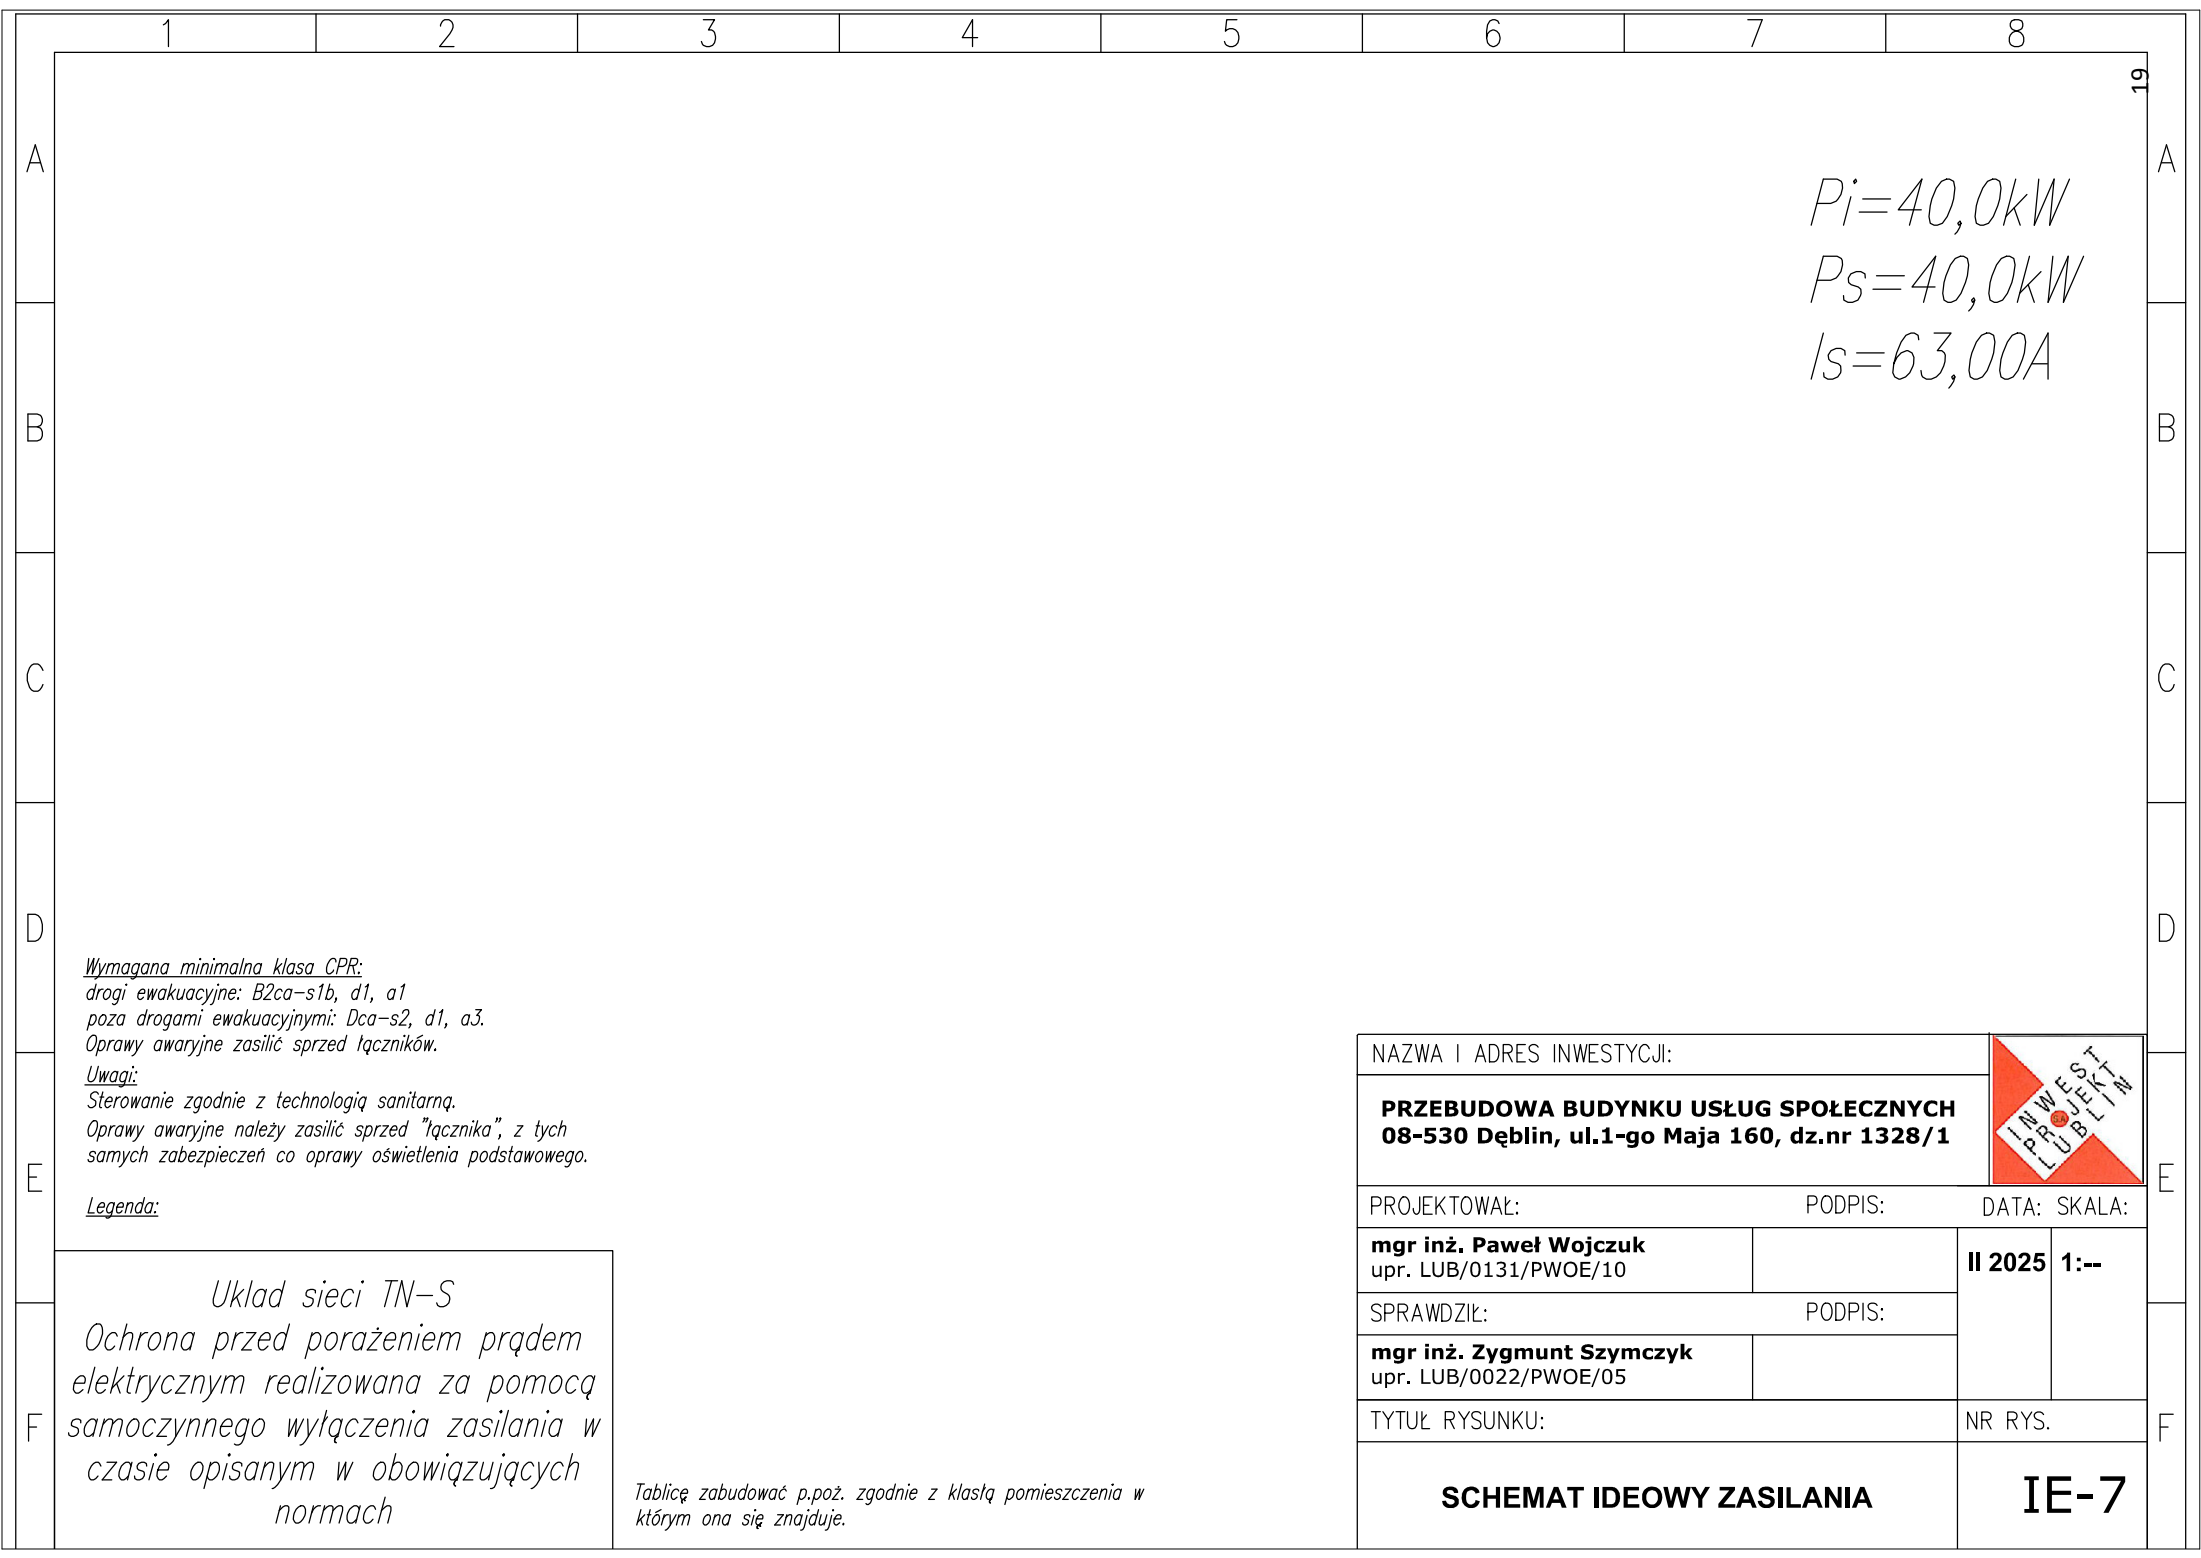 1 2 3 4 5 6 7 8
19
A A
Pi=40,0kW
Ps=40,0kW
Is=63,00A
B B
C C
D D
Wymagana minimalna klasa CPR:
drogi ewakuacyjne: B2ca-s1b, d1, a1
poza drogami ewakuacyjnymi: Dca-s2, d1, a3.
Oprawy awaryjne zasilić sprzed łączników.
Uwagi:
Sterowanie zgodnie z technologią sanitarną.
Oprawy awaryjne należy zasilić sprzed "łącznika", z tych
samych zabezpieczeń co oprawy oświetlenia podstawowego.
Legenda:
E E
Układ sieci TN-S
Ochrona przed porażeniem prądem
elektrycznym realizowana za pomocą
samoczynnego wyłączenia zasilania w
czasie opisanym w obowiązujących
normach
F F
Tablicę zabudować p.poż. zgodnie z klastą pomieszczenia w
którym ona się znajduje.
NAZWA I ADRES INWESTYCJI:
PRZEBUDOWA BUDYNKU USŁUG SPOŁECZNYCH
08-530 Dęblin, ul.1-go Maja 160, dz.nr 1328/1
INWEST
PROJEKT
LUBLIN
PROJEKTOWAŁ: PODPIS: DATA: SKALA:
mgr inż. Paweł Wojczuk
upr. LUB/0131/PWOE/10
II 2025 1:--
SPRAWDZIŁ: PODPIS:
mgr inż. Zygmunt Szymczyk
upr. LUB/0022/PWOE/05
TYTUŁ RYSUNKU: NR RYS.
SCHEMAT IDEOWY ZASILANIA IE-7